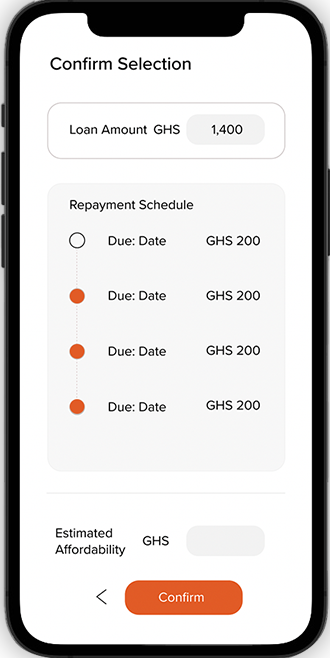 Confirm Selection
Loan Amount GHS 1,400
Repayment Schedule
Due: Date GHS 200
Due: Date GHS 200
Due: Date GHS 200
Due: Date GHS 200
Estimated
Affordability GHS
Confirm